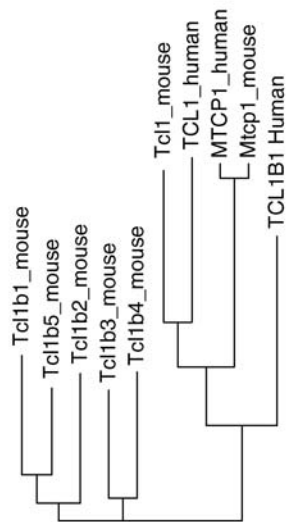 Tcl1b1_mouse
Tcl1b5_mouse
Tcl1b2_mouse
Tcl1b3_mouse
Tcl1b4_mouse
Tcl1_mouse
TCL1_human
MTCP1_human
Mtcp1_mouse
TCL1B1 Human